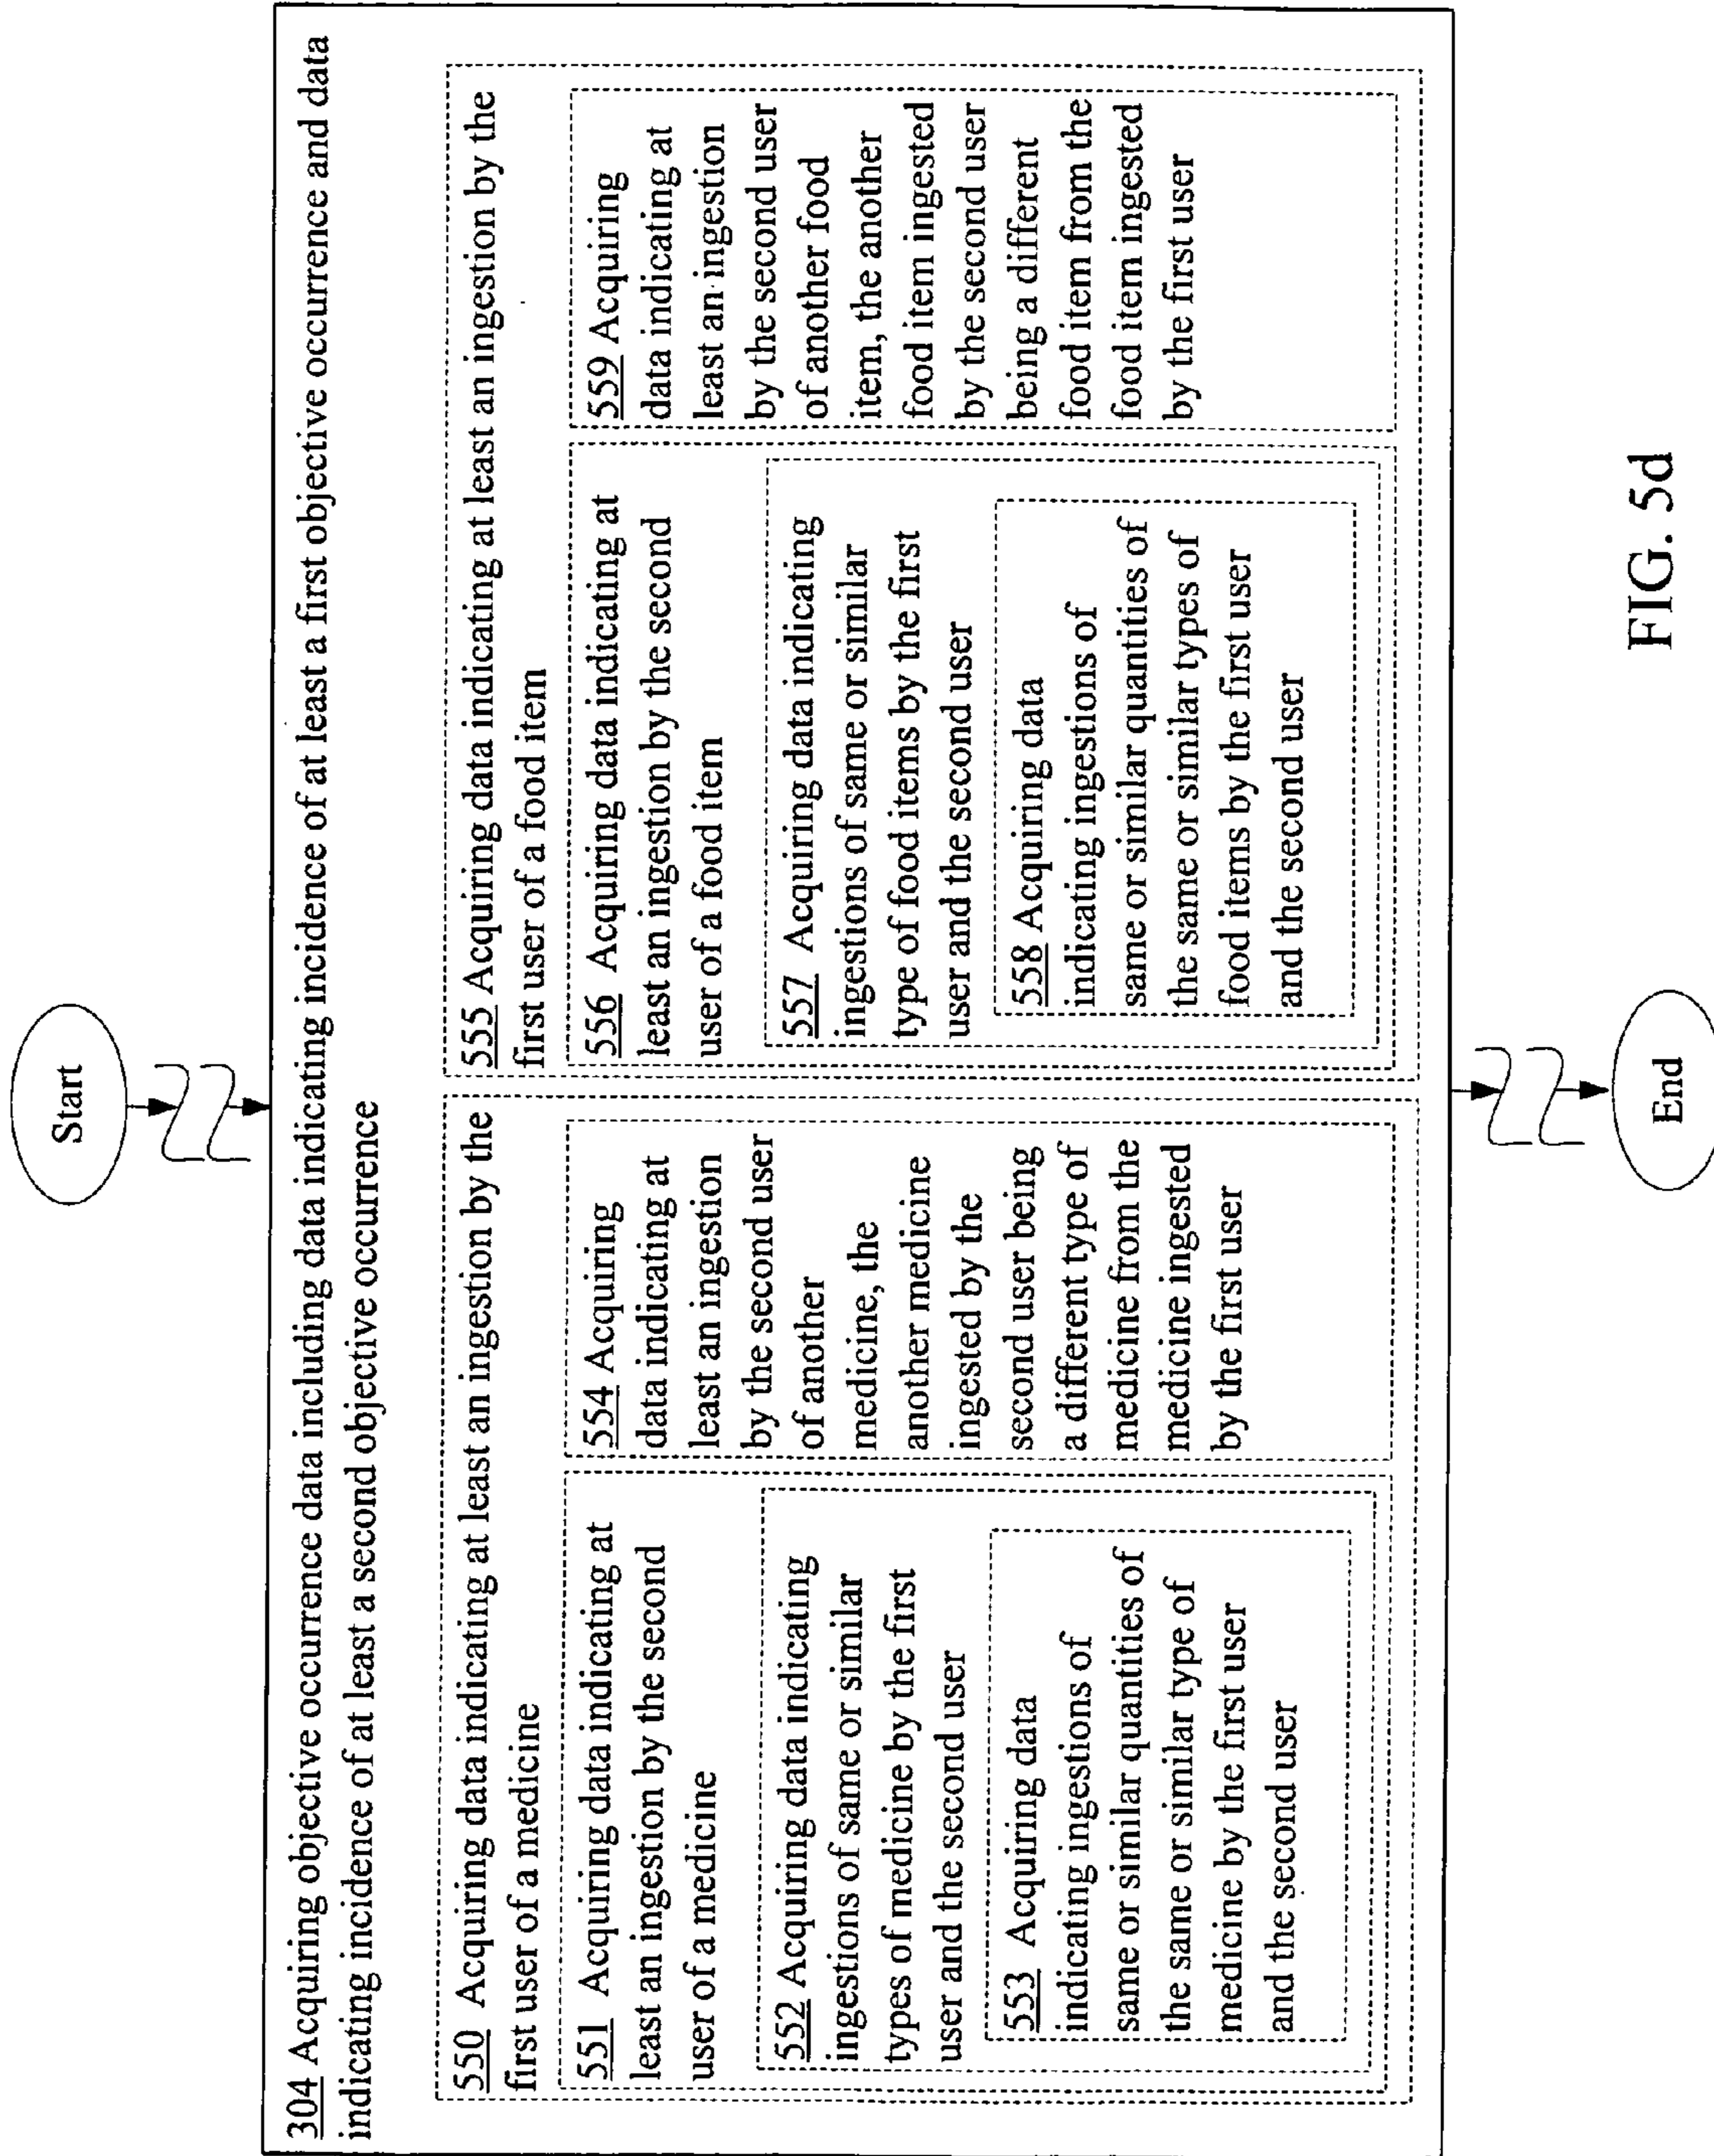 Start
304 Acquiring objective occurrence data including data indicating incidence of at least a first objective occurrence and data
indicating incidence of at least a second objective occurrence
550 Acquiring data indicating at least an ingestion by the
first user of a medicine
551 Acquiring data indicating at
least an ingestion by the second
user of a medicine
552 Acquiring data indicating
ingestions of same or similar
types of medicine by the first
user and the second user
553 Acquiring data
indicating ingestions of
same or similar quantities of
the same or similar type of
medicine by the first user
and the second user
554 Acquiring
data indicating at
least an ingestion
by the second user
of another
medicine, the
another medicine
ingested by the
second user being
a different type of
medicine from the
medicine ingested
by the first user
555 Acquiring data indicating at least an ingestion by the
first user of a food item
556 Acquiring data indicating at
least an ingestion by the second
user of a food item
557 Acquiring data indicating
ingestions of same or similar
type of food items by the first
user and the second user
558 Acquiring data
indicating ingestions of
same or similar quantities of
the same or similar types of
food items by the first user
and the second user
559 Acquiring
data indicating at
least an ingestion
by the second user
of another food
item, the another
food item ingested
by the second user
being a different
food item from the
food item ingested
by the first user
End
FIG. 5d